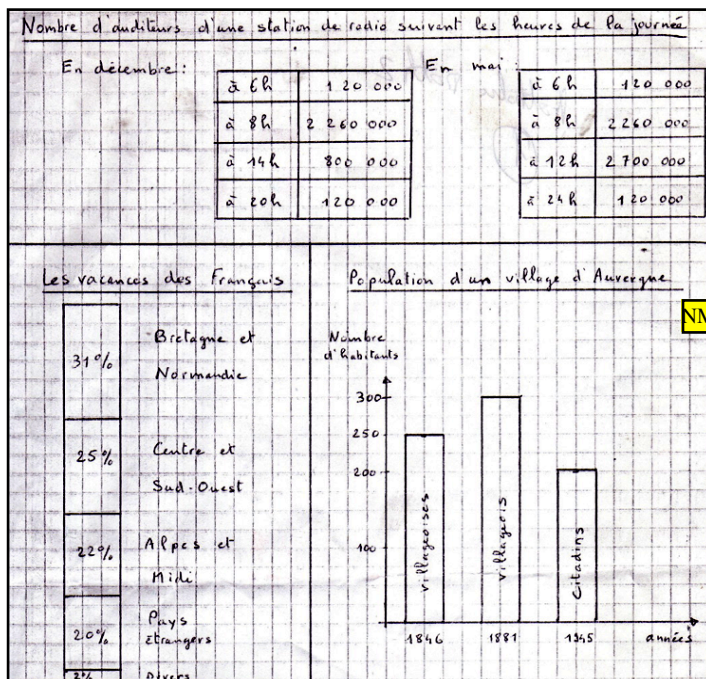 Nombre d'auditeurs d'une station de radio suivant les heures de la journée
En décembre :
à 6h 120 000
à 8h 2 260 000
à 14h 800 000
à 20h 120 000
En mai :
à 6h 120 000
à 8h 2260 000
à 12h 2 700 000
à 24h 120 000
Les vacances des Français
31% Bretagne et
Normandie
25% Centre et
Sud-Ouest
22% Alpes et
Midi
20% Pays
Etrangers
2% Divers
Population d'un village d'Auvergne
Nombre
d'habitants
300
250
200
100
villageoises
villageois
Citadins
1846 1881 1945 années
NM